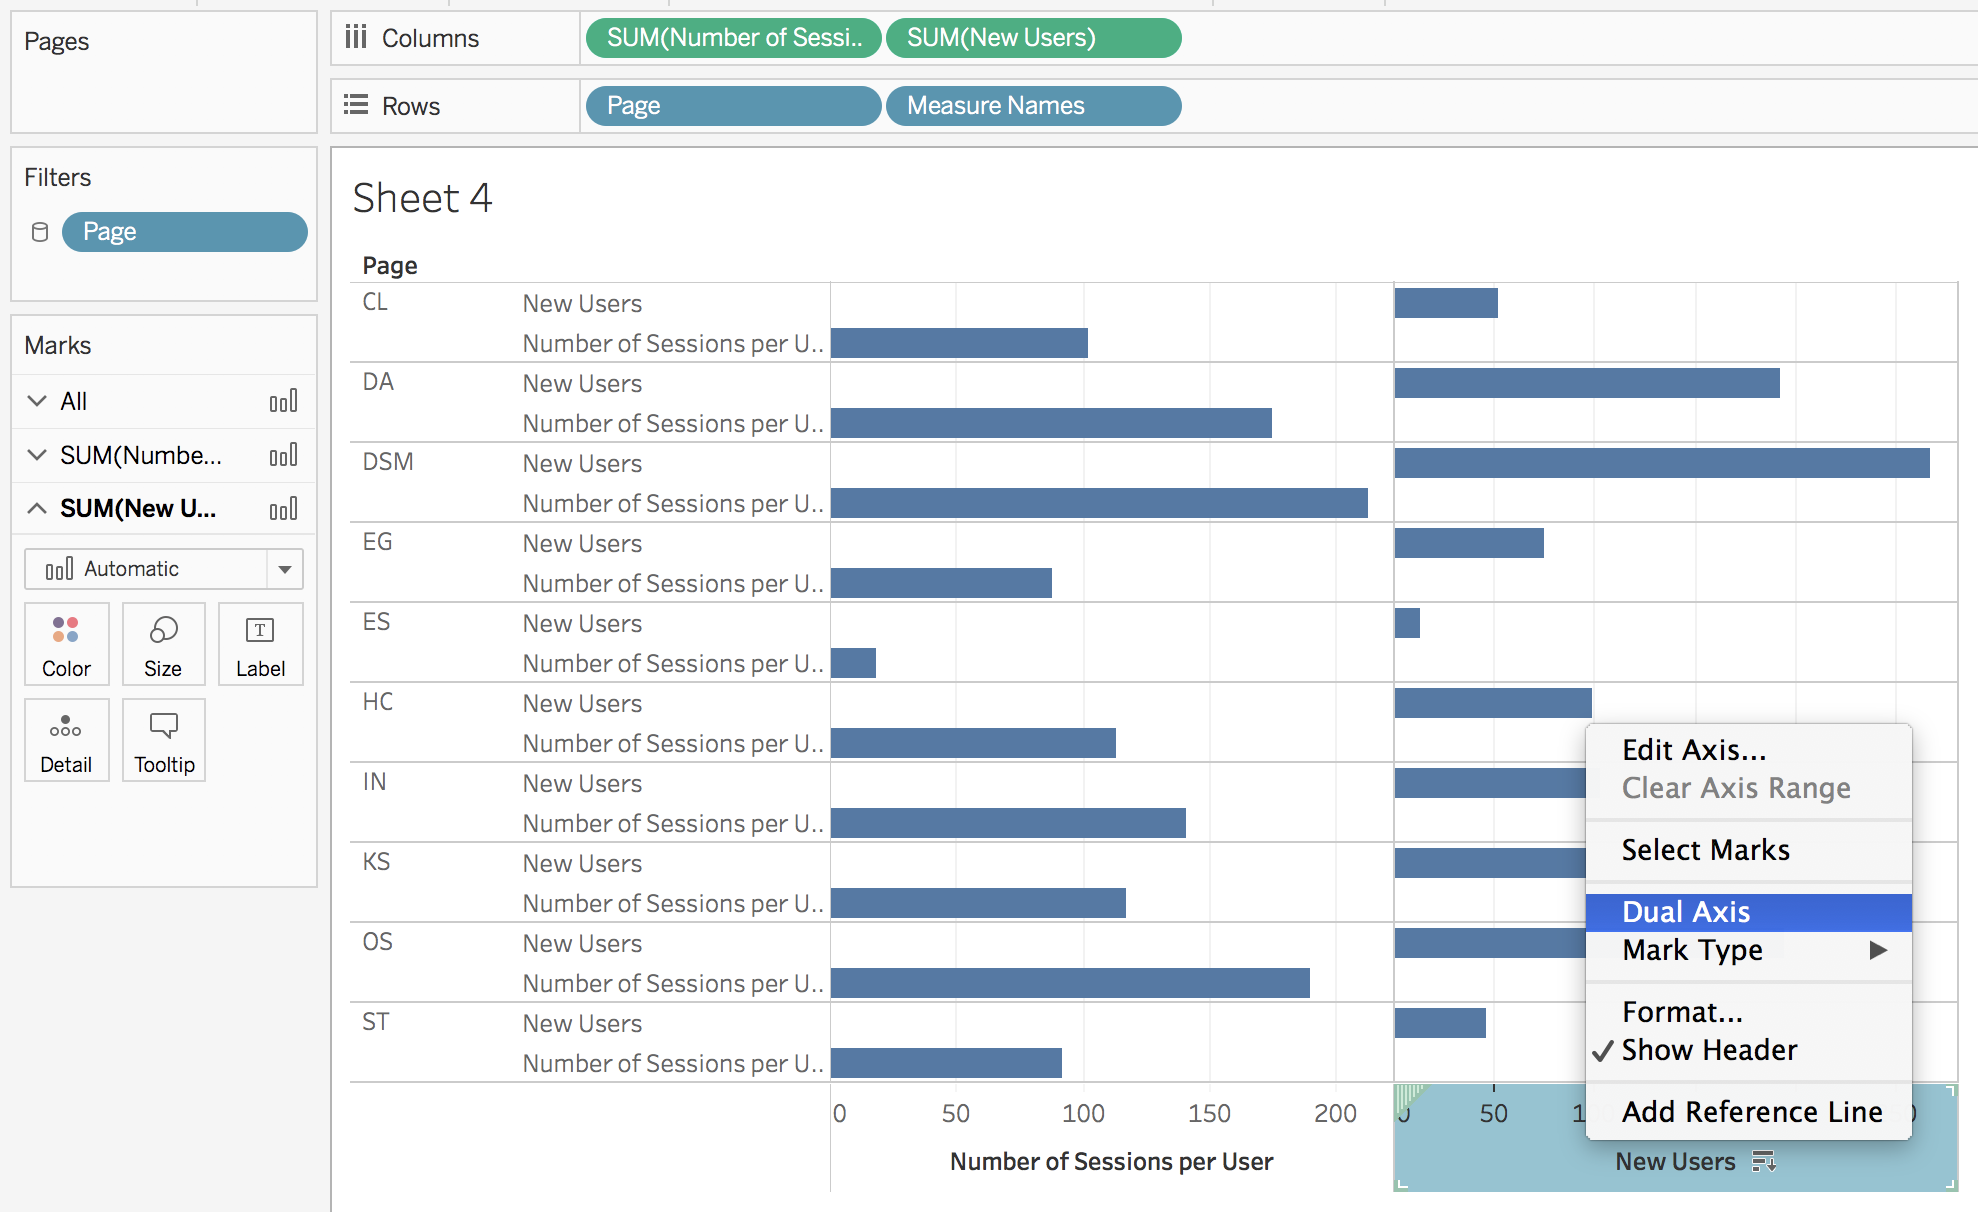 Pages
Columns
SUM(Number of Sessi..
SUM(New Users)
Rows
Page
Measure Names
Filters
Page
Marks
All
SUM(Numbe...
SUM(New U...
Automatic
Color
Size
Label
Detail
Tooltip
Sheet 4
Page
CL
New Users
Number of Sessions per U..
DA
New Users
Number of Sessions per U..
DSM
New Users
Number of Sessions per U..
EG
New Users
Number of Sessions per U..
ES
New Users
Number of Sessions per U..
HC
New Users
Number of Sessions per U..
IN
New Users
Number of Sessions per U..
KS
New Users
Number of Sessions per U..
OS
New Users
Number of Sessions per U..
ST
New Users
Number of Sessions per U..
0 50 100 150 200
Number of Sessions per User
0 50
New Users
Edit Axis...
Clear Axis Range
Select Marks
Dual Axis
Mark Type
Format...
Show Header
Add Reference Line